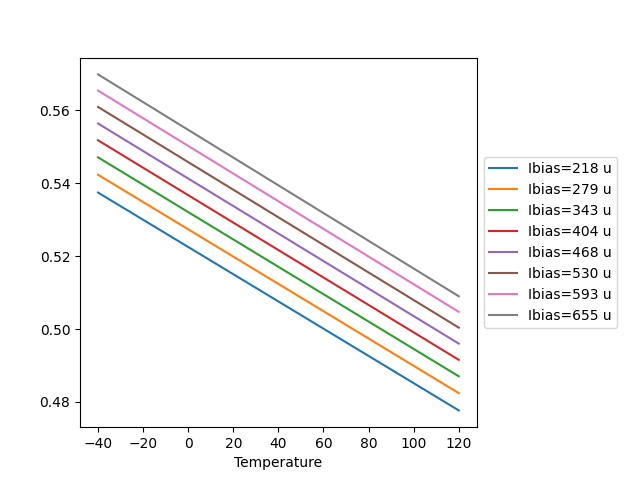 0.56
0.54
0.52
0.50
0.48
−40
−20
0
20
40
60
80
100
120
Temperature
Ibias=218 u
Ibias=279 u
Ibias=343 u
Ibias=404 u
Ibias=468 u
Ibias=530 u
Ibias=593 u
Ibias=655 u